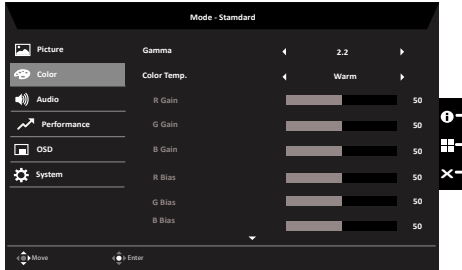 Mode - Standard
Picture
Gamma 2.2
Color
Color Temp. Warm
Audio
R Gain 50
Performance
G Gain 50
OSD
B Gain 50
System
R Bias 50
G Bias 50
B Bias 50
Move Enter